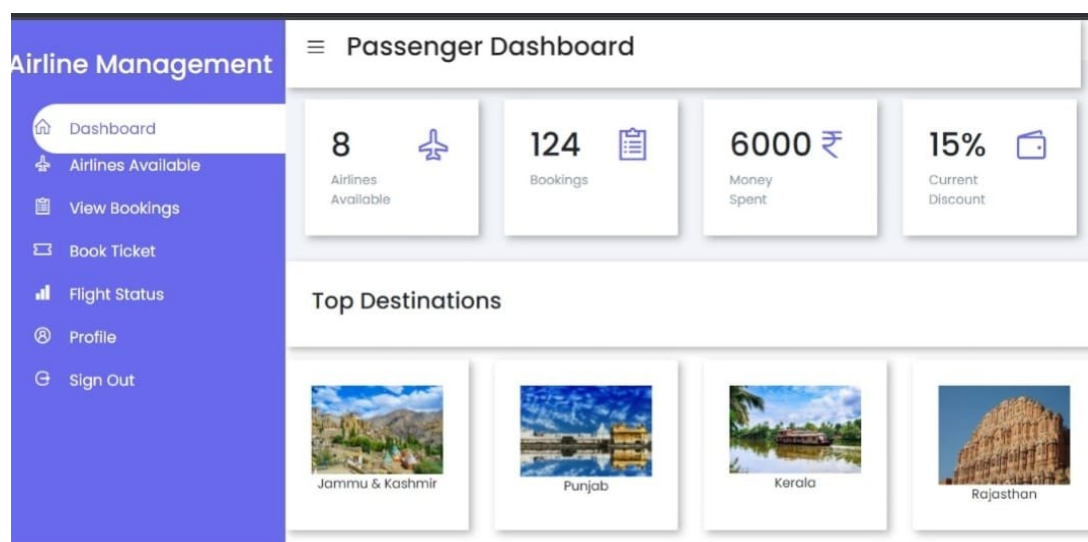 Airline Management
Dashboard
Airlines Available
View Bookings
Book Ticket
Flight Status
Profile
Sign Out
Passenger Dashboard
8
Airlines
Available
124
Bookings
6000 ₹
Money
Spent
15%
Current
Discount
Top Destinations
Jammu & Kashmir
Punjab
Kerala
Rajasthan